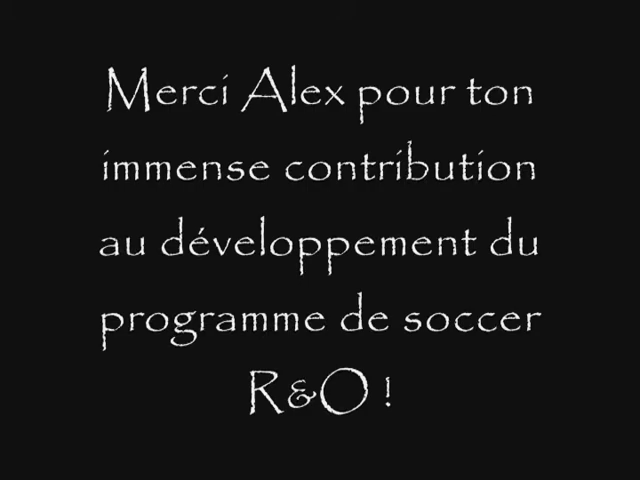 Merci Alex pour ton
immense contribution
au développement du
programme de soccer
R&O !